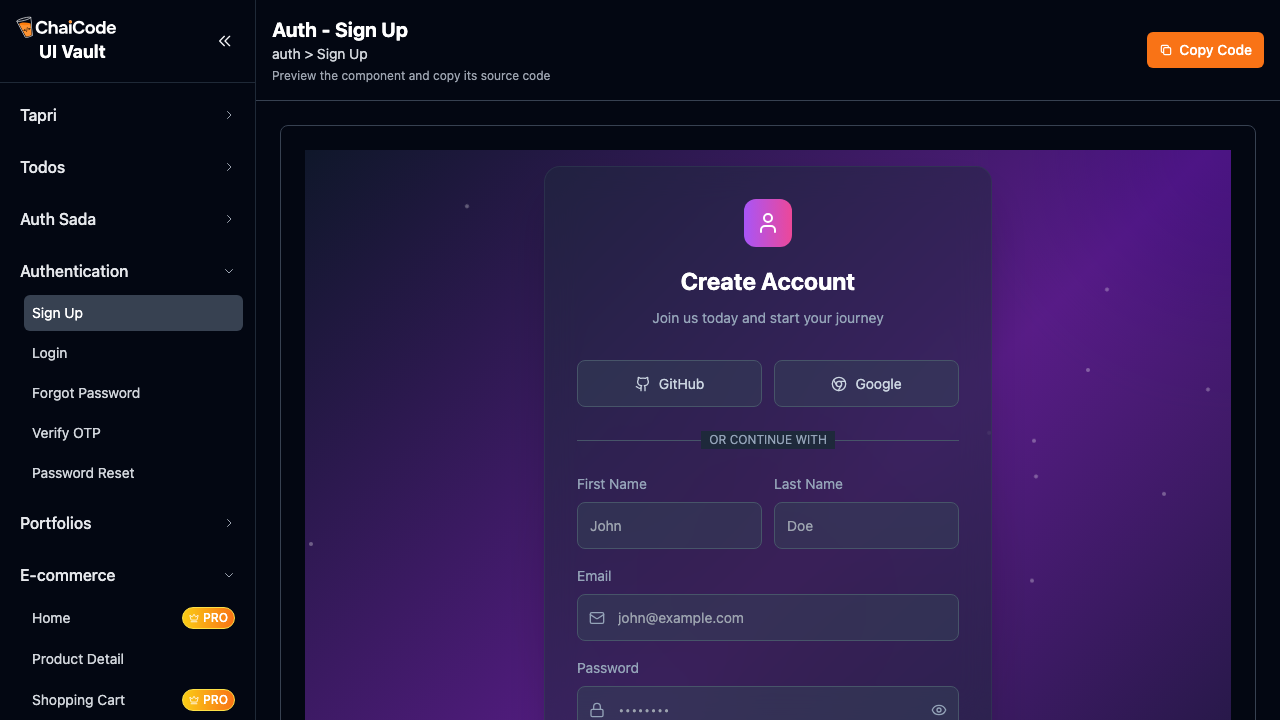 ChaiCode
UI Vault
Tapri
Todos
Auth Sada
Authentication
Sign Up
Login
Forgot Password
Verify OTP
Password Reset
Portfolios
E-commerce
Home PRO
Product Detail
Shopping Cart PRO
Auth - Sign Up
auth > Sign Up
Preview the component and copy its source code
Copy Code
Create Account
Join us today and start your journey
GitHub Google
OR CONTINUE WITH
First Name Last Name
John Doe
Email
john@example.com
Password
••••••••